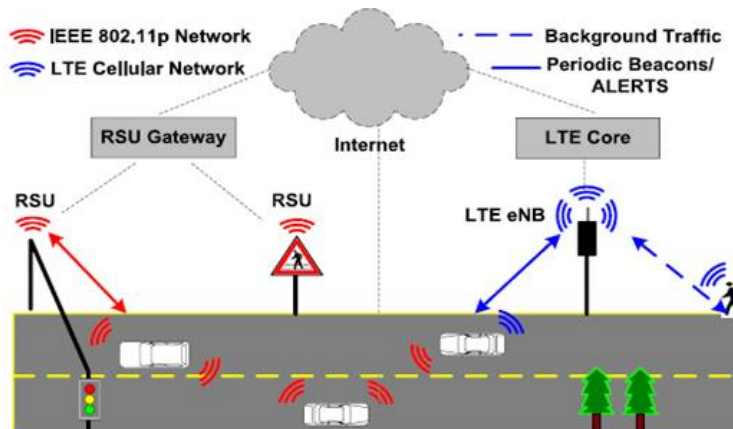 IEEE 802.11p Network
LTE Cellular Network
Background Traffic
Periodic Beacons/
ALERTS
RSU Gateway
Internet
LTE Core
RSU
RSU
LTE eNB